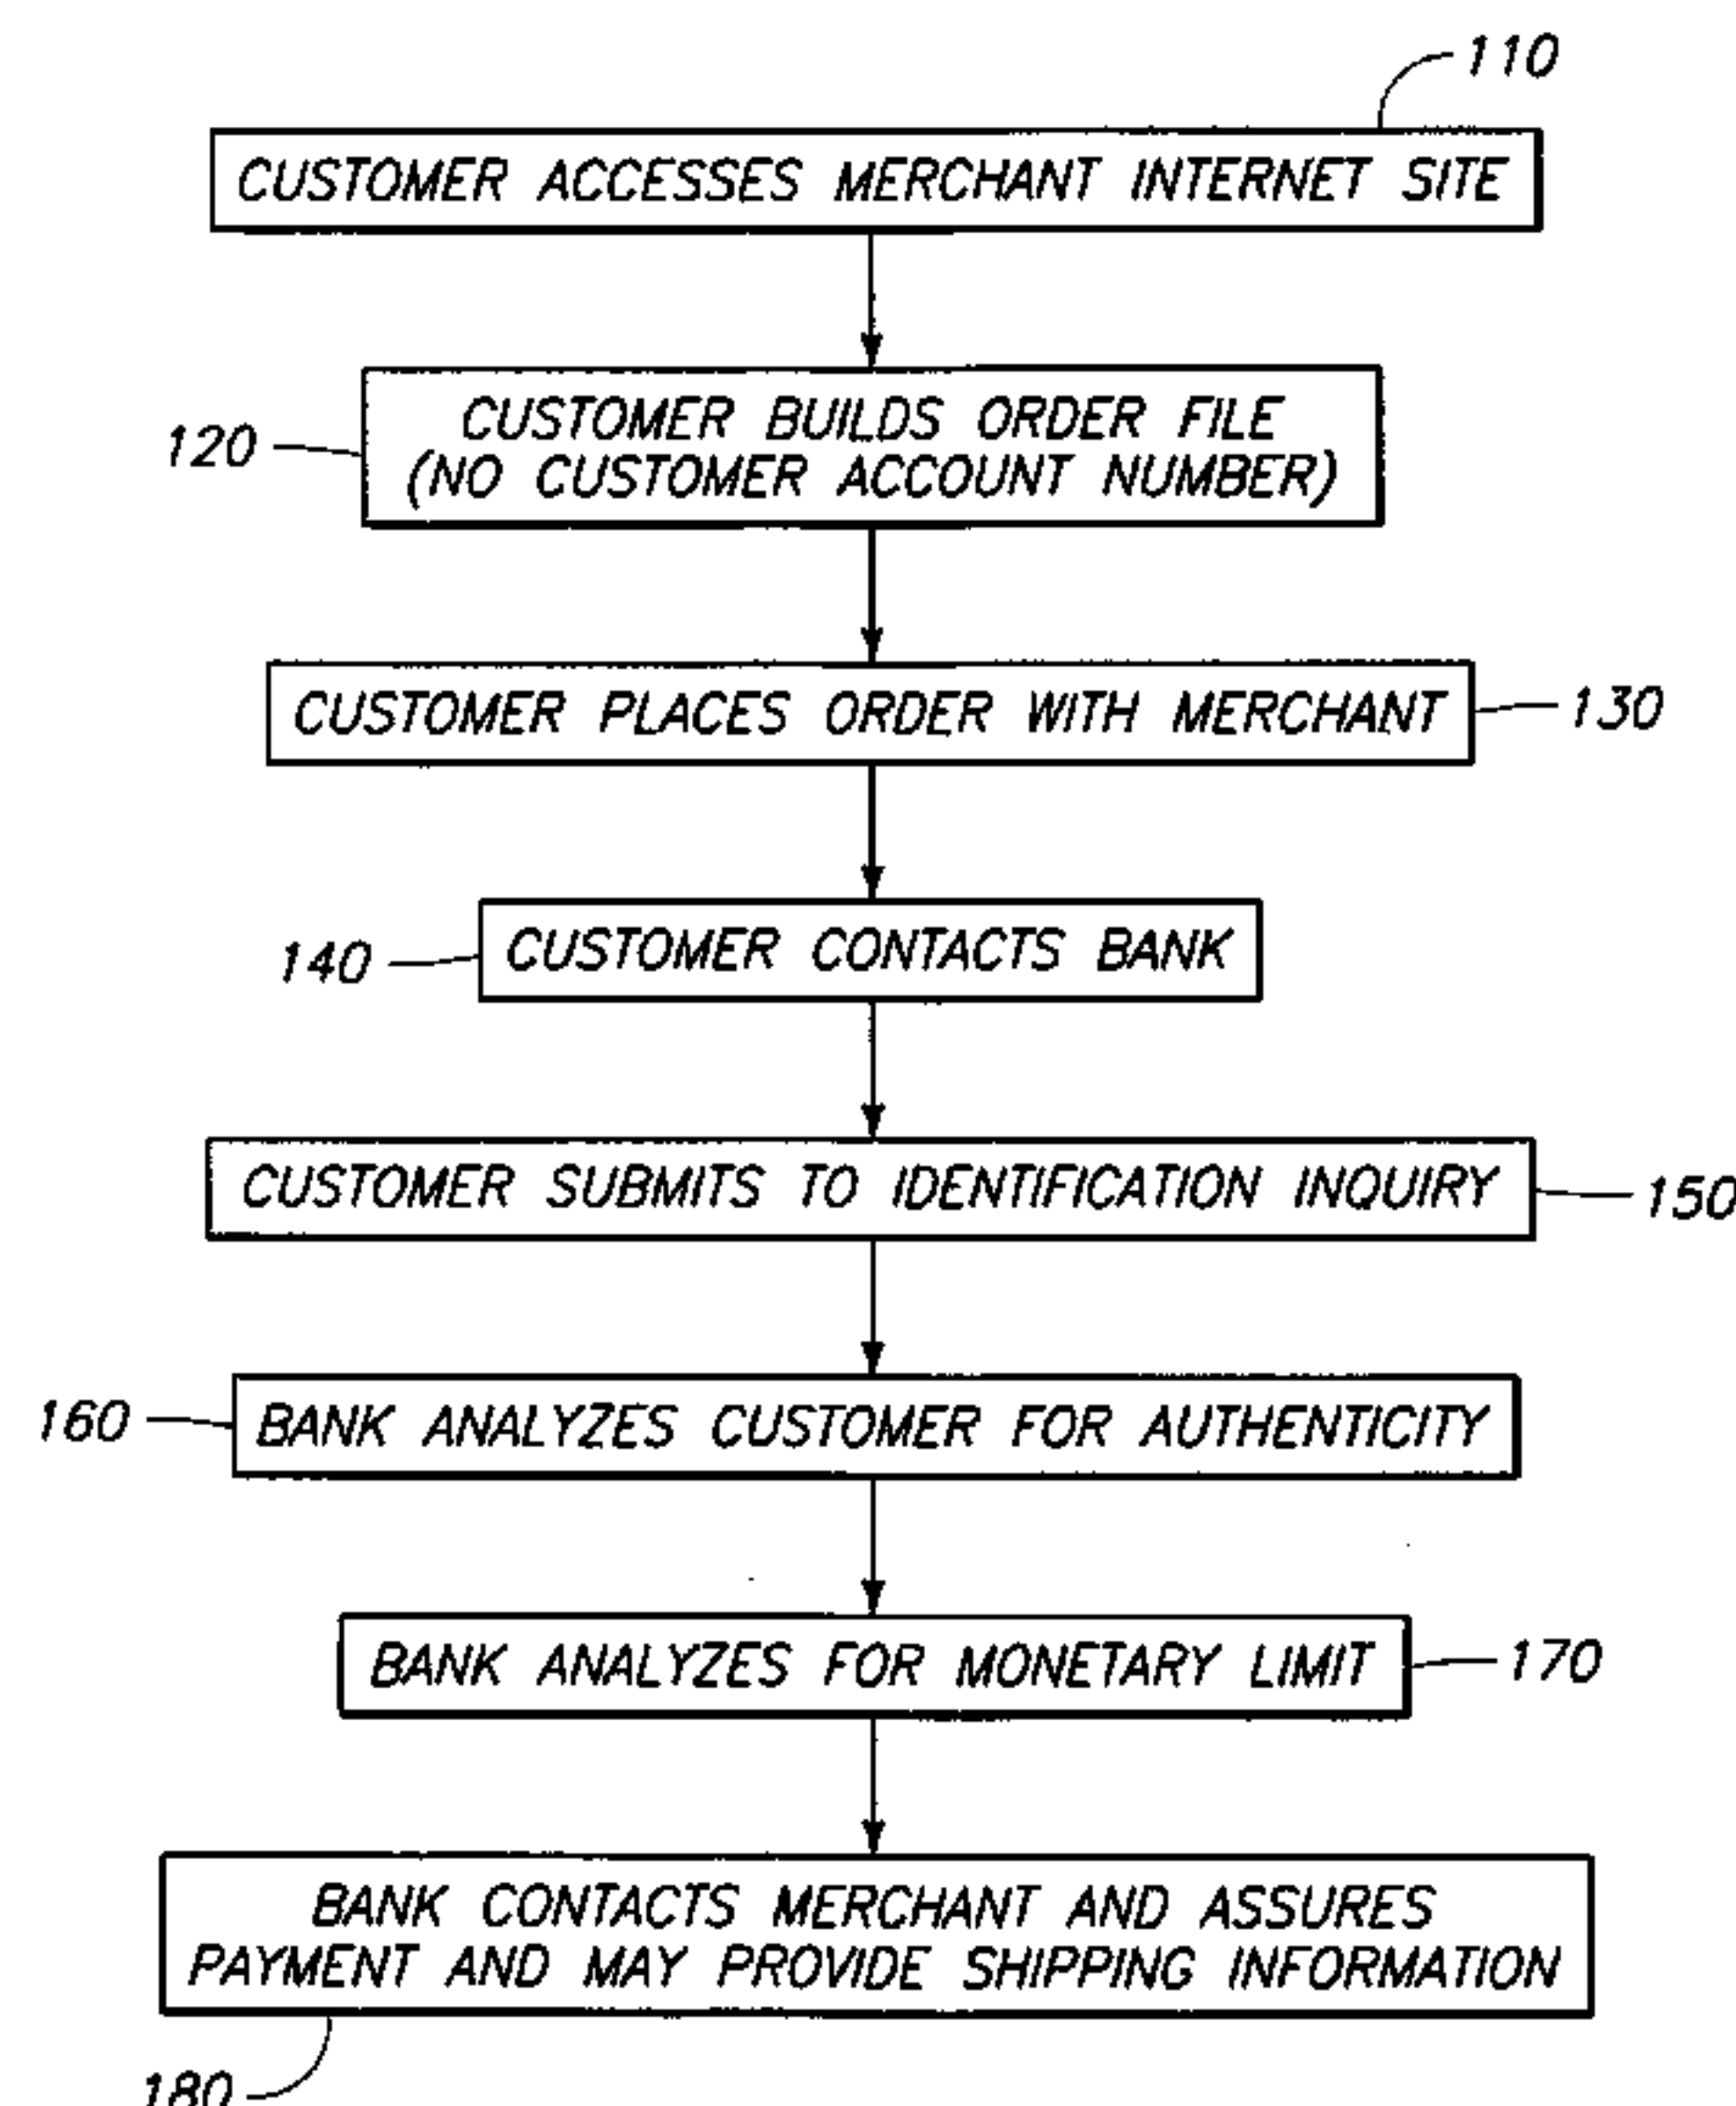 110
CUSTOMER ACCESSES MERCHANT INTERNET SITE
CUSTOMER BUILDS ORDER FILE
(NO CUSTOMER ACCOUNT NUMBER)
120
CUSTOMER PLACES ORDER WITH MERCHANT
130
140
CUSTOMER CONTACTS BANK
CUSTOMER SUBMITS TO IDENTIFICATION INQUIRY
150
160
BANK ANALYZES CUSTOMER FOR AUTHENTICITY
BANK ANALYZES FOR MONETARY LIMIT
170
BANK CONTACTS MERCHANT AND ASSURES
PAYMENT AND MAY PROVIDE SHIPPING INFORMATION
180